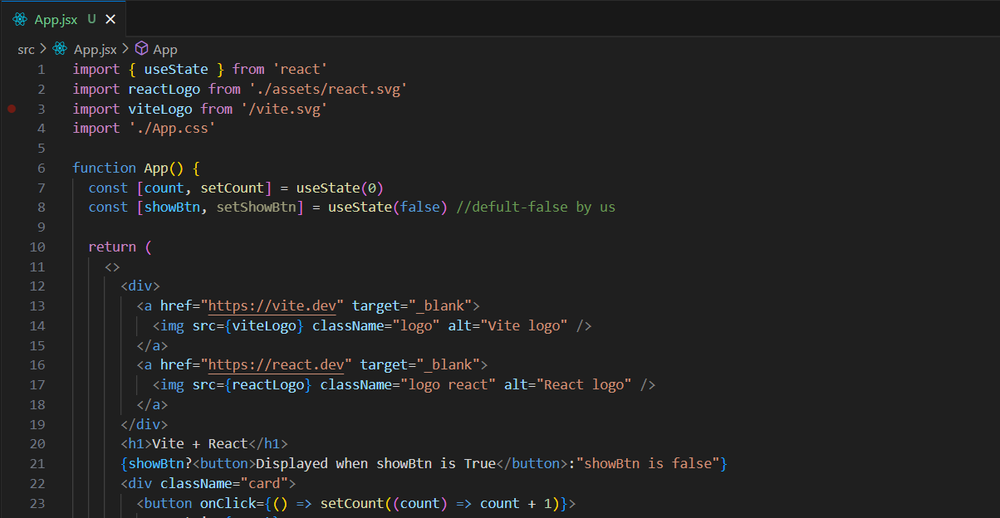 App.jsx U
src App.jsx App
1 import { useState } from 'react'
2 import reactLogo from './assets/react.svg'
3 import viteLogo from '/vite.svg'
4 import './App.css'
5
6 function App() {
7 const [count, setCount] = useState(0)
8 const [showBtn, setShowBtn] = useState(false) //defult-false by us
9
10 return (
11 <>
12 <div>
13 <a href="https://vite.dev" target="_blank">
14 <img src={viteLogo} className="logo" alt="Vite logo" />
15 </a>
16 <a href="https://react.dev" target="_blank">
17 <img src={reactLogo} className="logo react" alt="React logo" />
18 </a>
19 </div>
20 <h1>Vite + React</h1>
21 {showBtn?<button>Displayed when showBtn is True</button>:"showBtn is false"}
22 <div className="card">
23 <button onClick={() => setCount((count) => count + 1)}>